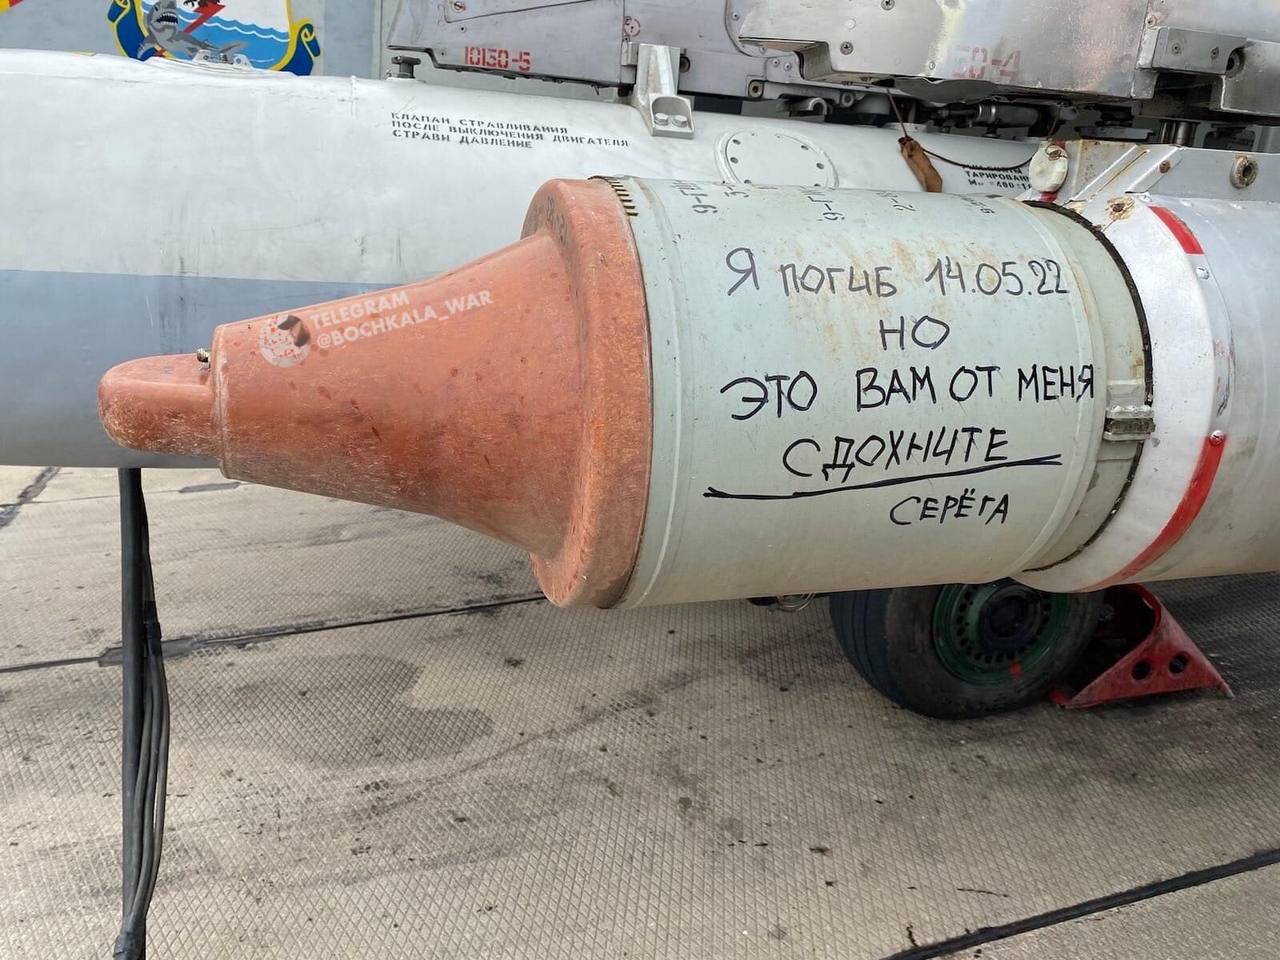 10130-5
КЛАПАН СТРАВЛИВАНИЯ
ПОСЛЕ ВЫКЛЮЧЕНИЯ ДВИГАТЕЛЯ
СТРАВИ ДАВЛЕНИЕ
TELEGRAM
@BOCHKALA_WAR
Я ПОГИБ 14.05.22
НО
ЭТО ВАМ ОТ МЕНЯ
СДОХНИТЕ
СЕРЁГА